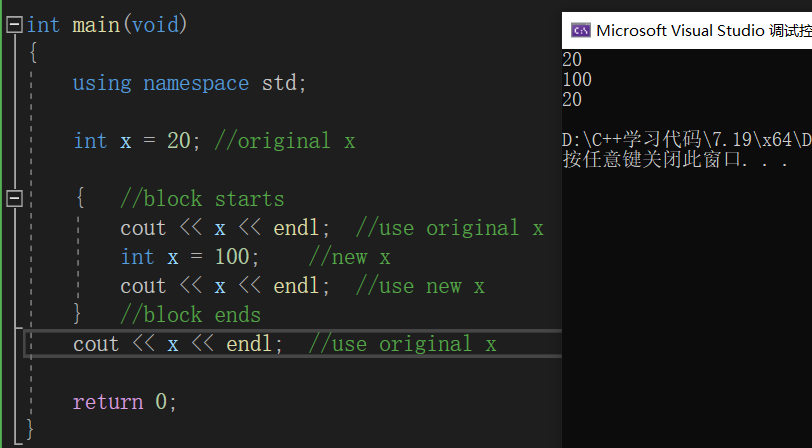 int main(void)
{
using namespace std;
int x = 20; //original x
{ //block starts
cout << x << endl; //use original x
int x = 100; //new x
cout << x << endl; //use new x
} //block ends
cout << x << endl; //use original x
return 0;
}
Microsoft Visual Studio 调试控
20
100
20
D:\C++学习代码\7.19\x64\D
按任意键关闭此窗口. . .